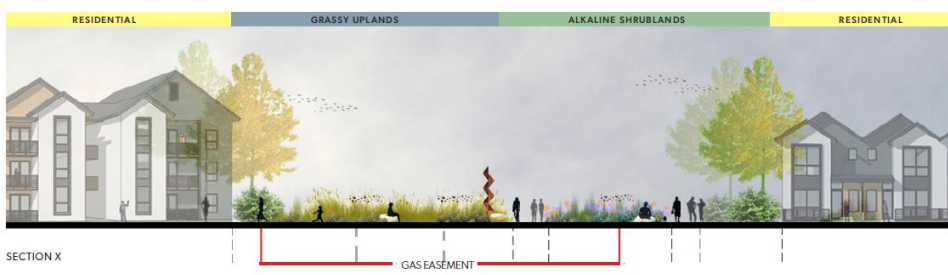 RESIDENTIAL GRASSY UPLANDS ALKALINE SHRUBLANDS RESIDENTIAL
GAS EASEMENT
SECTION X